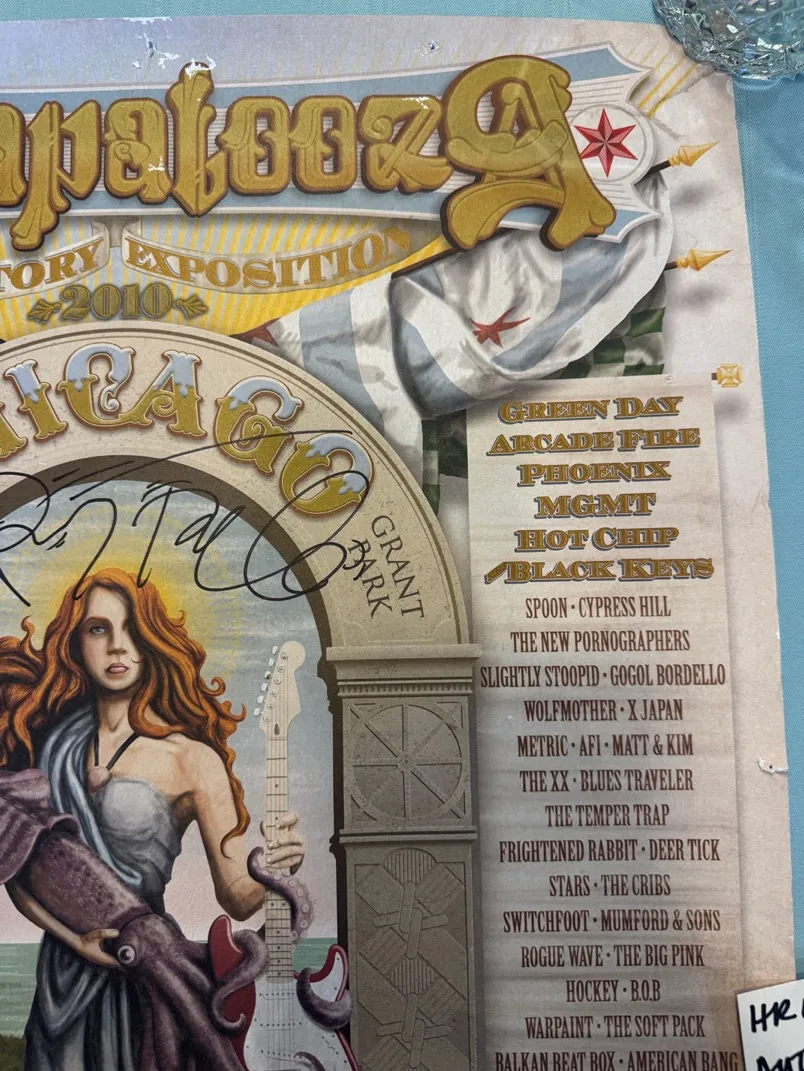 apalooza
TORY EXPOSITION
2010
HICAGO
GRANT
PARK
GREEN DAY
ARCADE FIRE
PHOENIX
MGMT
HOT CHIP
BLACK KEYS
SPOON • CYPRESS HILL
THE NEW PORNOGRAPHERS
SLIGHTLY STOOPID • GOGOL BORDELLO
WOLFMOTHER • X JAPAN
METRIC • AFI • MATT & KIM
THE XX • BLUES TRAVELER
THE TEMPER TRAP
FRIGHTENED RABBIT • DEER TICK
STARS • THE CRIBS
SWITCHFOOT • MUMFORD & SONS
ROGUE WAVE • THE BIG PINK
HOCKEY • B.O.B
WARPAINT • THE SOFT PACK
BALKAN BEAT BOX • AMERICAN BANG
HR